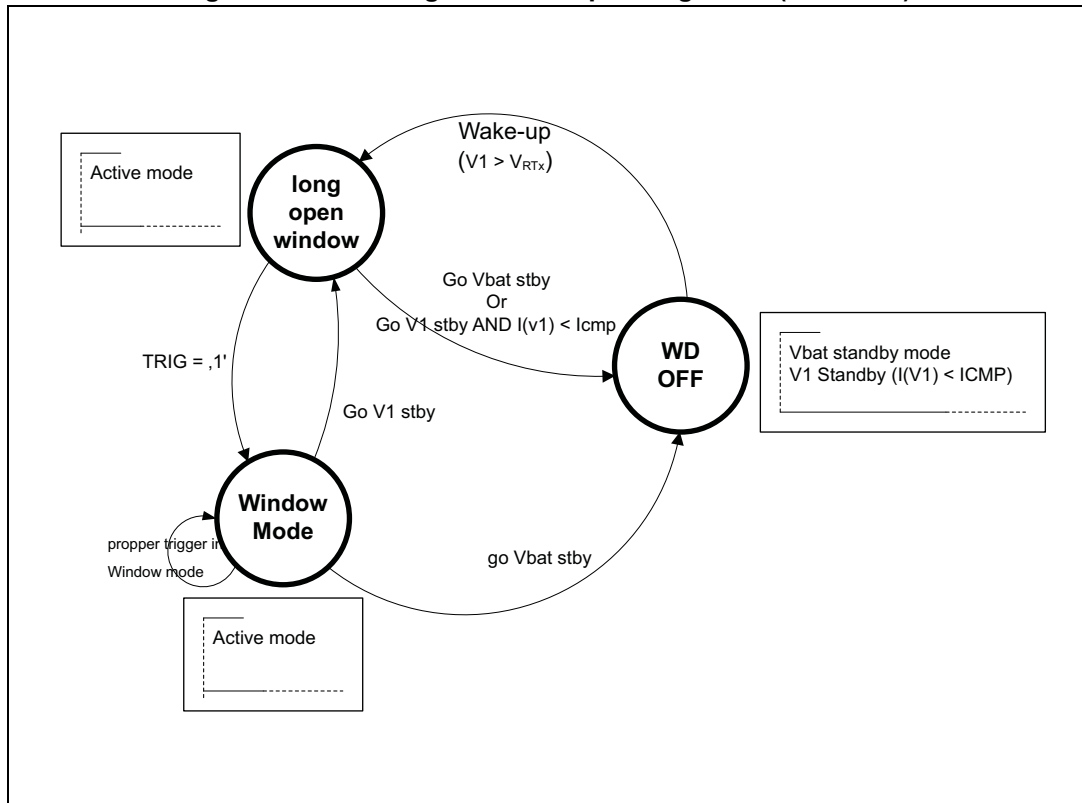 Wake-up
(V1 > VRTx)
Active mode
long
open
window
Go Vbat stby
Or
Go V1 stby AND I(v1) < Icmp
WD
OFF
Vbat standby mode
V1 Standby (I(V1) < ICMP)
TRIG = ‚1'
Go V1 stby
Window
Mode
propper trigger in
Window mode
go Vbat stby
Active mode